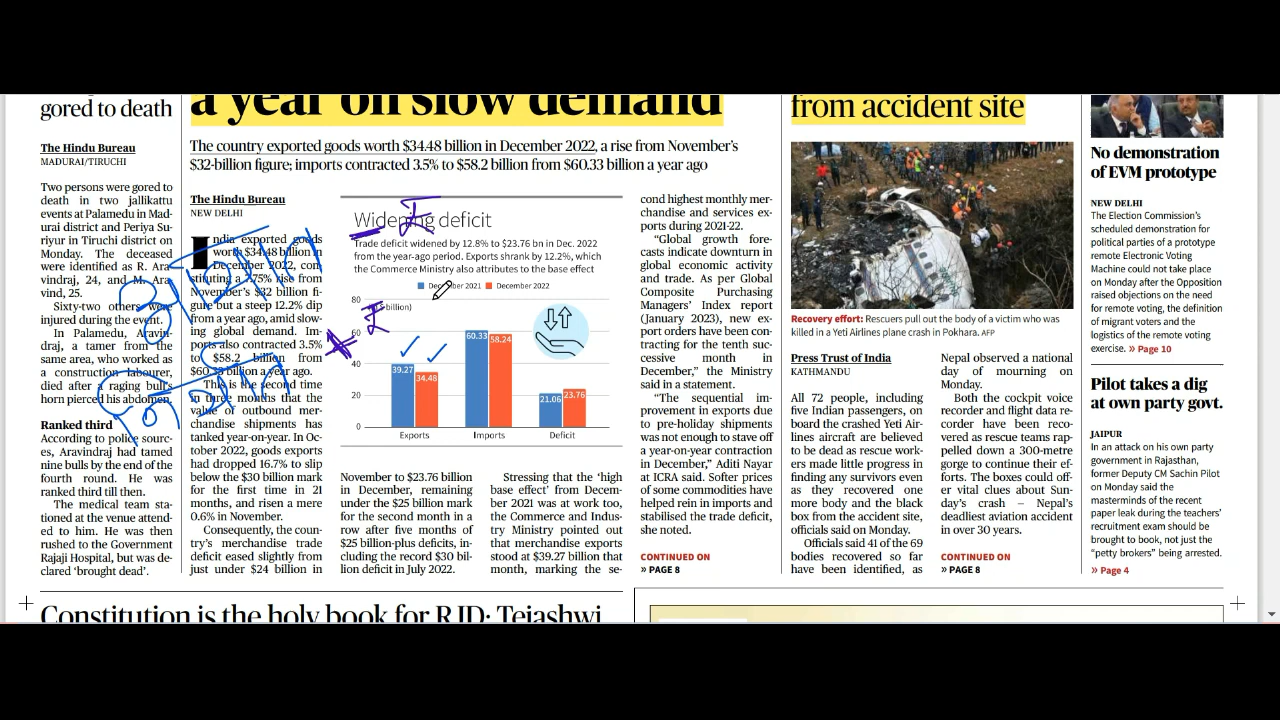 gored to death
The Hindu Bureau
MADURAI/TIRUCHI
Two persons were gored to
death in two jallikattu
events at Palamedu in Mad-
urai district and Periya Su-
riyur in Tiruchi district on
Monday. The deceased
were identified as R. Ara
vindraj, 24, and M. Ara
vind, 25.
Sixty-two others were
injured during the event.
In Palamedu, Aravin-
draj, a tamer from the
same area, who worked as
a construction labourer,
died after a raging bull's
horn pierced his abdomen.
Ranked third
According to police sourc-
es, Aravindraj had tamed
nine bulls by the end of the
fourth round. He was
ranked third till then.
The medical team sta-
tioned at the venue attend-
ed to him. He was then
rushed to the Government
Rajaji Hospital, but was de-
clared 'brought dead'.
a year on slow demand
The country exported goods worth $34.48 billion in December 2022, a rise from November's
$32-billion figure; imports contracted 3.5% to $58.2 billion from $60.33 billion a year ago
The Hindu Bureau
NEW DELHI
India exported goods
worth $34.48 billion in
December 2022, con
stituting a 7.75% rise from
November's $32 billion fi-
gure but a steep 12.2% dip
from a year ago, amid slow-
ing global demand. Im-
ports also contracted 3.5%
to $58.2 billion from
$60.33 billion a year ago.
This is the second time
in three months that the
value of outbound mer-
chandise shipments has
tanked year-on-year. In Oc-
tober 2022, goods exports
had dropped 16.7% to slip
below the $30 billion mark
for the first time in 21
months, and risen a mere
0.6% in November.
Consequently, the coun-
try's merchandise trade
deficit eased slightly from
just under $24 billion in
Widening deficit
Trade deficit widened by 12.8% to $23.76 bn in Dec. 2022
from the year-ago period. Exports shrank by 12.2%, which
the Commerce Ministry also attributes to the base effect
December 2021 December 2022
80
billion)
60
40
20
0
39.27 34.48
60.33 58.24
21.06 23.76
Exports Imports Deficit
November to $23.76 billion
in December, remaining
under the $25 billion mark
for the second month in a
row after five months of
$25 billion-plus deficits, in-
cluding the record $30 bil-
lion deficit in July 2022.
Stressing that the 'high
base effect' from Decem-
ber 2021 was at work too,
the Commerce and Indus-
try Ministry pointed out
that merchandise exports
stood at $39.27 billion that
month, marking the se-
cond highest monthly mer-
chandise and services ex-
ports during 2021-22.
"Global growth fore-
casts indicate downturn in
global economic activity
and trade. As per Global
Composite Purchasing
Managers' Index report
(January 2023), new ex-
port orders have been con-
tracting for the tenth suc-
cessive month in
December," the Ministry
said in a statement.
"The sequential im-
provement in exports due
to pre-holiday shipments
was not enough to stave off
a year-on-year contraction
in December," Aditi Nayar
at ICRA said. Softer prices
of some commodities have
helped rein in imports and
stabilised the trade deficit,
she noted.
CONTINUED ON
» PAGE 8
from accident site
Recovery effort: Rescuers pull out the body of a victim who was
killed in a Yeti Airlines plane crash in Pokhara. AFP
Press Trust of India
KATHMANDU
All 72 people, including
five Indian passengers, on
board the crashed Yeti Air-
lines aircraft are believed
to be dead as rescue work-
ers made little progress in
finding any survivors even
as they recovered one
more body and the black
box from the accident site,
officials said on Monday.
Officials said 41 of the 69
bodies recovered so far
have been identified, as
Nepal observed a national
day of mourning on
Monday.
Both the cockpit voice
recorder and flight data re-
corder have been reco-
vered as rescue teams rap-
pelled down a 300-metre
gorge to continue their ef-
forts. The boxes could off-
er vital clues about Sun-
day's crash – Nepal's
deadliest aviation accident
in over 30 years.
CONTINUED ON
» PAGE 8
No demonstration
of EVM prototype
NEW DELHI
The Election Commission's
scheduled demonstration for
political parties of a prototype
remote Electronic Voting
Machine could not take place
on Monday after the Opposition
raised objections on the need
for remote voting, the definition
of migrant voters and the
logistics of the remote voting
exercise. » Page 10
Pilot takes a dig
at own party govt.
JAIPUR
In an attack on his own party
government in Rajasthan,
former Deputy CM Sachin Pilot
on Monday said the
masterminds of the recent
paper leak during the teachers'
recruitment exam should be
brought to book, not just the
"petty brokers" being arrested.
» Page 4
Constitution is the holy book for RJD: Tejashwi